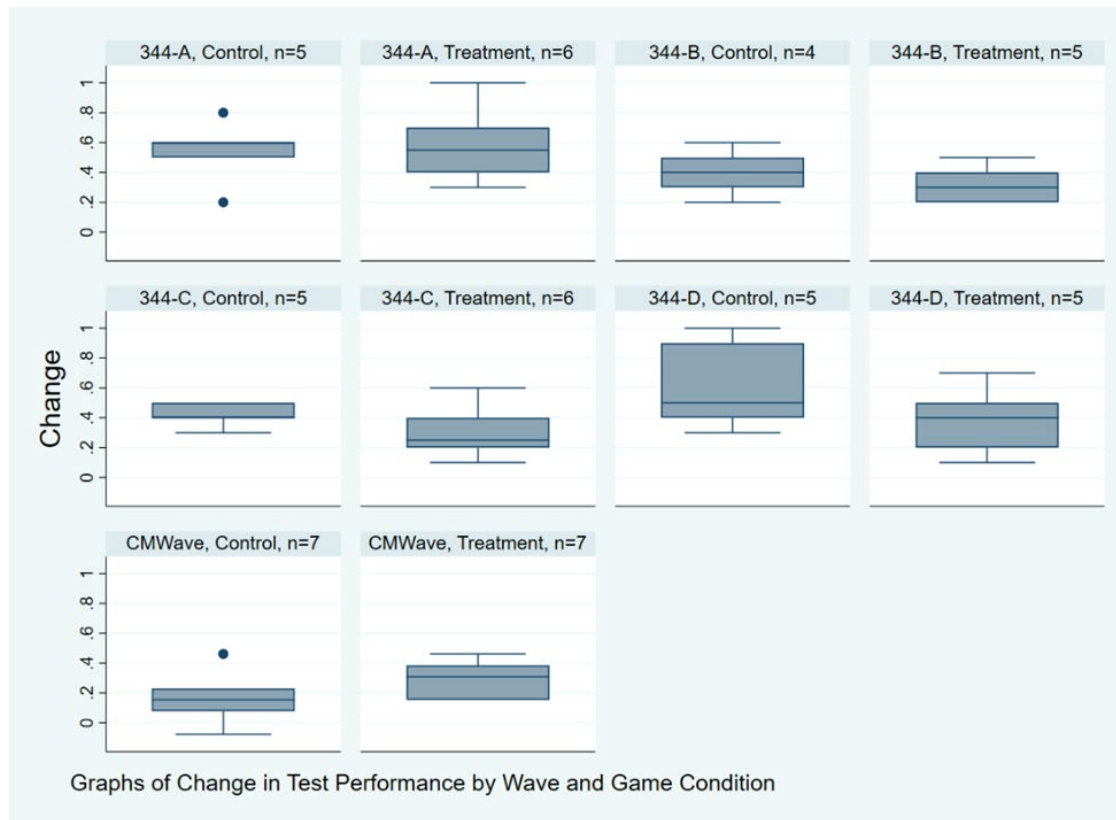 344-A, Control, n=5
344-A, Treatment, n=6
344-B, Control, n=4
344-B, Treatment, n=5
1
.8
.6
.4
.2
0
344-C, Control, n=5
344-C, Treatment, n=6
344-D, Control, n=5
344-D, Treatment, n=5
Change
1
.8
.6
.4
.2
0
CMWave, Control, n=7
CMWave, Treatment, n=7
1
.8
.6
.4
.2
0
Graphs of Change in Test Performance by Wave and Game Condition